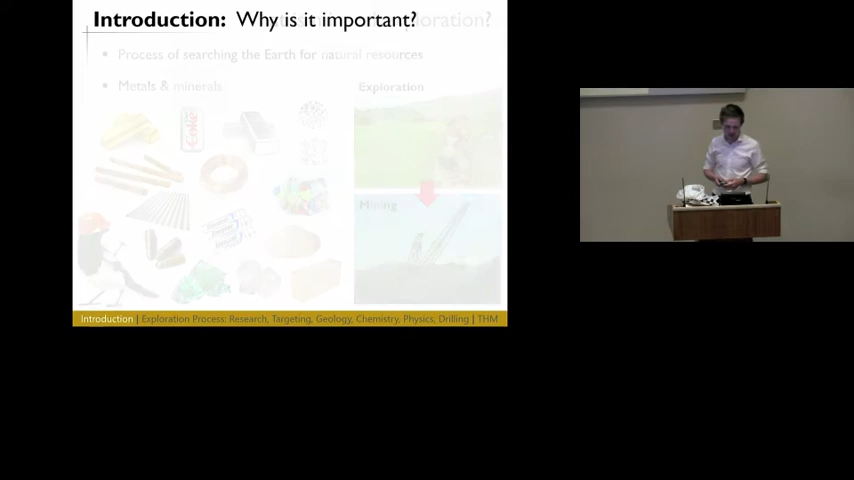 Introduction: Why is it important?
Process of searching the Earth for natural resources
Metals & minerals
Exploration
Coke
Mining
Introduction | Exploration Process: Research, Targeting, Geology, Chemistry, Physics, Drilling | THM